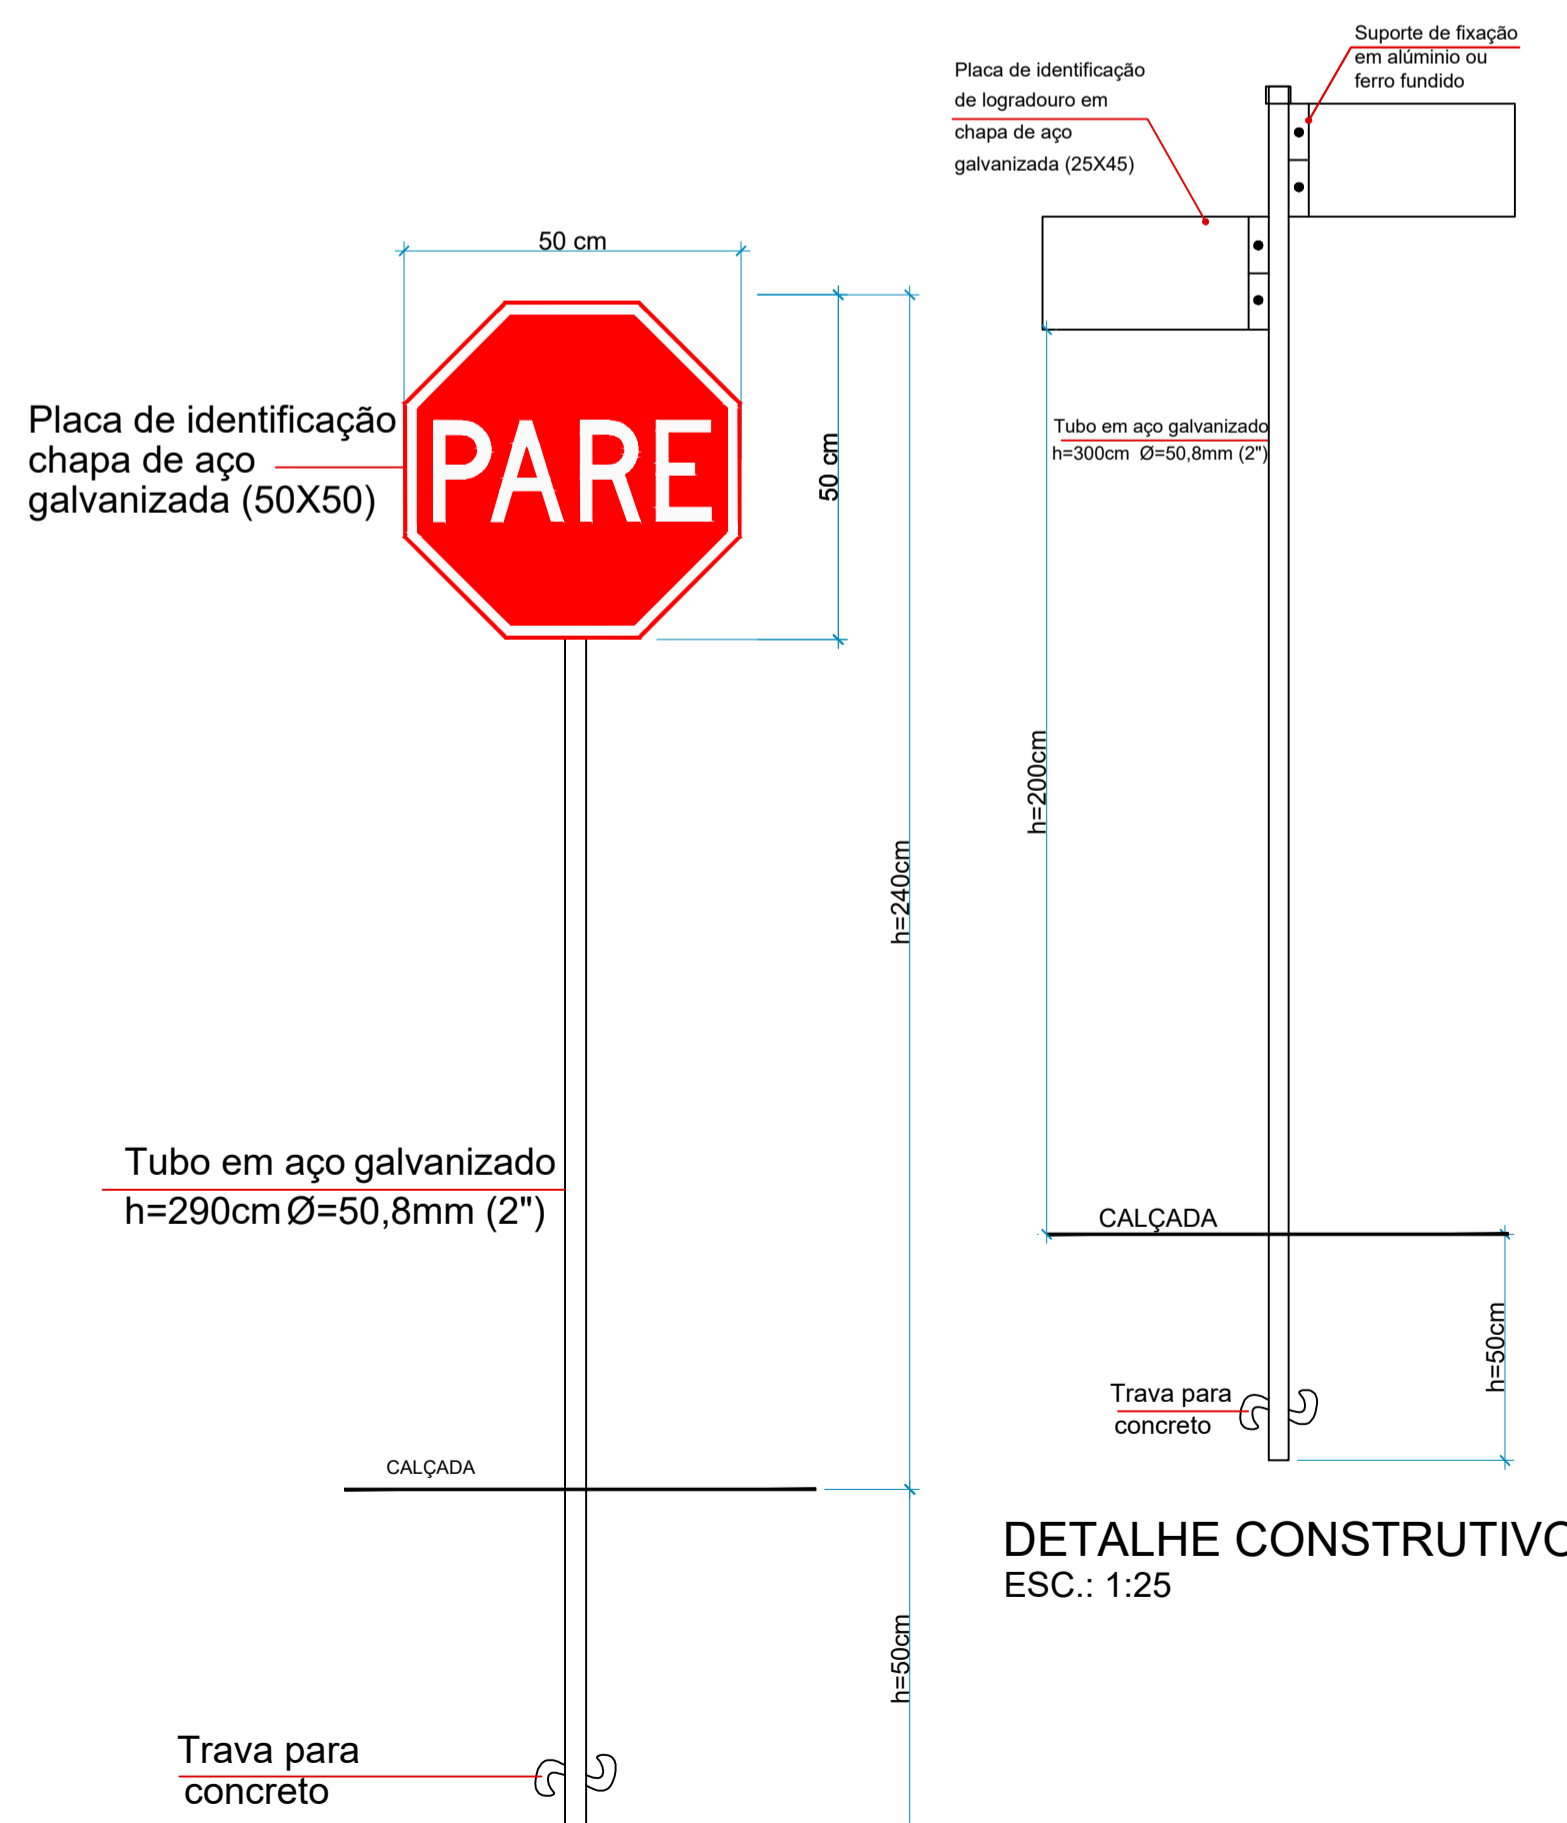 Suporte de fixação
em alúminio ou
ferro fundido
Placa de identificação
de logradouro em
chapa de aço
galvanizada (25X45)
50 cm
Placa de identificação
chapa de aço
galvanizada (50X50)
PARE
50 cm
Tubo em aço galvanizado
h=300cm Ø=50,8mm (2")
h=200cm
h=240cm
Tubo em aço galvanizado
h=290cm Ø=50,8mm (2")
CALÇADA
h=50cm
Trava para
concreto
CALÇADA
DETALHE CONSTRUTIVO
ESC.: 1:25
h=50cm
Trava para
concreto